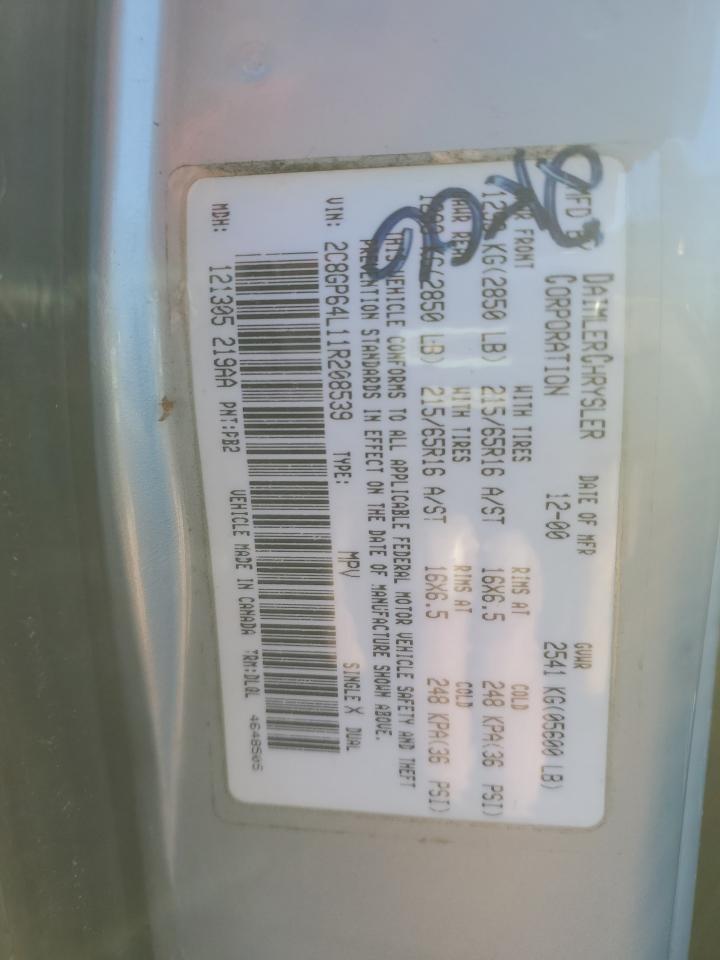 MFD BY DAIMLERCHRYSLER CORPORATION DATE OF MFR 12-00 GVWR 2541 KG(05600 LB)
FRONT WITH TIRES RIMS AT COLD
KG(2850 LB) 215/65R16 A/ST 16X6.5 248 KPA(36 PSI)
GAWR REAR WITH TIRES RIMS AT COLD
KG(2850 LB) 215/65R16 A/ST 16X6.5 248 KPA(36 PSI)
THIS VEHICLE CONFORMS TO ALL APPLICABLE FEDERAL MOTOR VEHICLE SAFETY AND THEFT
PREVENTION STANDARDS IN EFFECT ON THE DATE OF MANUFACTURE SHOWN ABOVE.
VIN: 2C8GP64L11R208539 TYPE: MPV SINGLE X DUAL
MDH: 121305 219AA PNT:PB2 VEHICLE MADE IN CANADA TRM:DLQL
4648505